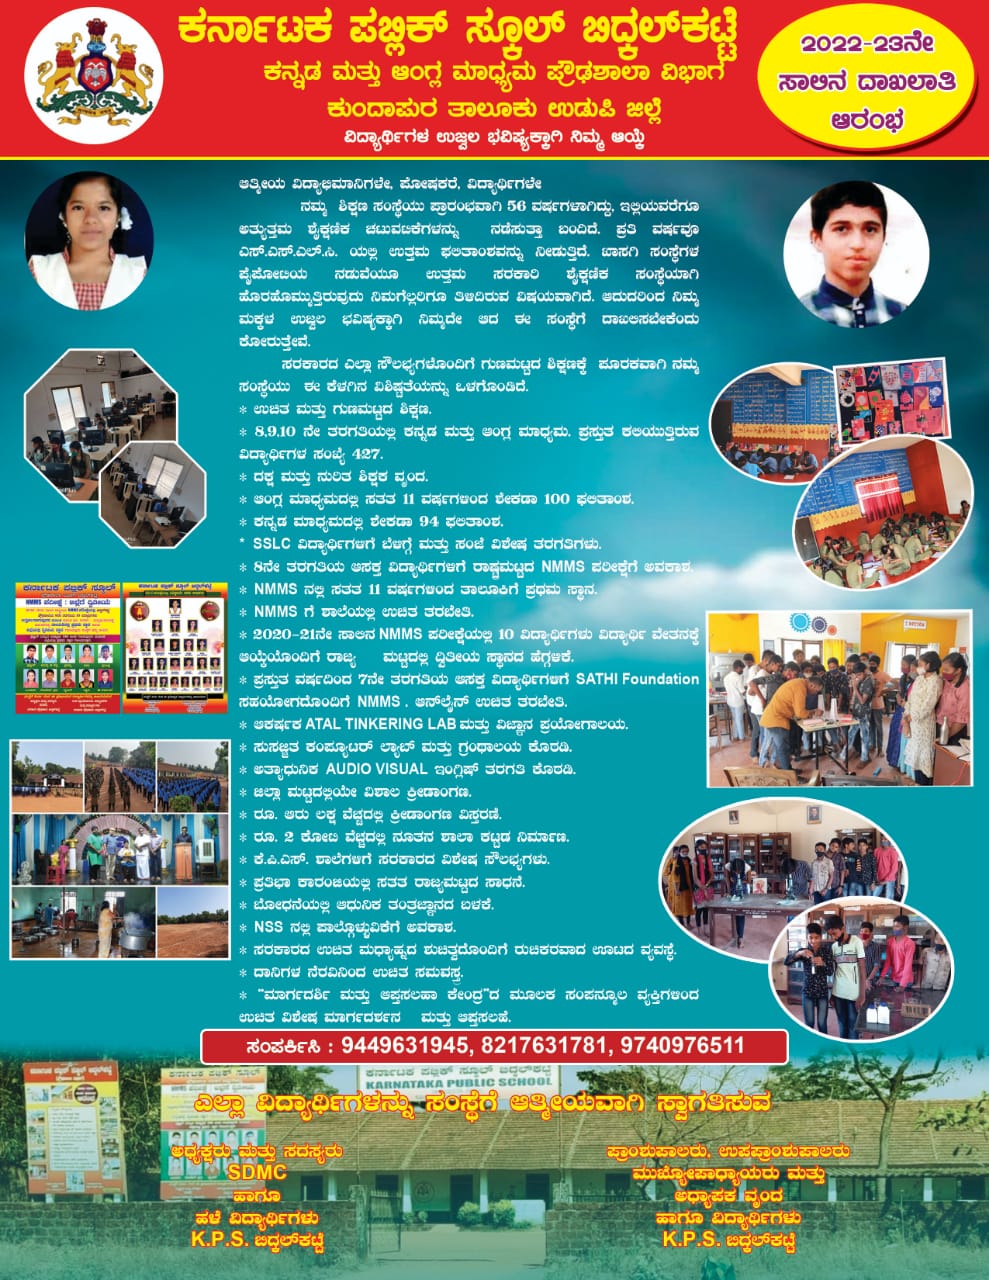 ಕರ್ನಾಟಕ ಪಬ್ಲಿಕ್ ಸ್ಕೂಲ್ ಬಿದ್ಕಲ್‌ಕಟ್ಟೆ
ಕನ್ನಡ ಮತ್ತು ಆಂಗ್ಲ ಮಾಧ್ಯಮ ಪ್ರೌಢಶಾಲಾ ವಿಭಾಗ
ಕುಂದಾಪುರ ತಾಲೂಕು ಉಡುಪಿ ಜಿಲ್ಲೆ
ವಿದ್ಯಾರ್ಥಿಗಳ ಉಜ್ವಲ ಭವಿಷ್ಯಕ್ಕಾಗಿ ನಿಮ್ಮ ಆಯ್ಕೆ
2022-23ನೇ
ಸಾಲಿನ ದಾಖಲಾತಿ
ಆರಂಭ
ಆತ್ಮೀಯ ವಿದ್ಯಾಭಿಮಾನಿಗಳೇ, ಪೋಷಕರೆ, ವಿದ್ಯಾರ್ಥಿಗಳೇ
ನಮ್ಮ ಶಿಕ್ಷಣ ಸಂಸ್ಥೆಯು ಪ್ರಾರಂಭವಾಗಿ 56 ವರ್ಷಗಳಾಗಿದ್ದು, ಇಲ್ಲಿಯವರೆಗೂ
ಅತ್ಯುತ್ತಮ ಶೈಕ್ಷಣಿಕ ಚಟುವಟಿಕೆಗಳನ್ನು ನಡೆಸುತ್ತಾ ಬಂದಿದೆ. ಪ್ರತಿ ವರ್ಷವೂ
ಎಸ್.ಎಸ್.ಎಲ್.ಸಿ. ಯಲ್ಲಿ ಉತ್ತಮ ಫಲಿತಾಂಶವನ್ನು ನೀಡುತ್ತಿದೆ. ಖಾಸಗಿ ಸಂಸ್ಥೆಗಳ
ಪೈಪೋಟಿಯ ನಡುವೆಯೂ ಉತ್ತಮ ಸರಕಾರಿ ಶೈಕ್ಷಣಿಕ ಸಂಸ್ಥೆಯಾಗಿ
ಹೊರಹೊಮ್ಮುತ್ತಿರುವುದು ನಿಮಗೆಲ್ಲರಿಗೂ ತಿಳಿದಿರುವ ವಿಷಯವಾಗಿದೆ. ಆದುದರಿಂದ ನಿಮ್ಮ
ಮಕ್ಕಳ ಉಜ್ವಲ ಭವಿಷ್ಯಕ್ಕಾಗಿ ನಿಮ್ಮದೇ ಆದ ಈ ಸಂಸ್ಥೆಗೆ ದಾಖಲಿಸಬೇಕೆಂದು
ಕೋರುತ್ತೇವೆ.
ಸರಕಾರದ ಎಲ್ಲಾ ಸೌಲಭ್ಯಗಳೊಂದಿಗೆ ಗುಣಮಟ್ಟದ ಶಿಕ್ಷಣಕ್ಕೆ ಪೂರಕವಾಗಿ ನಮ್ಮ
ಸಂಸ್ಥೆಯು ಈ ಕೆಳಗಿನ ವಿಶಿಷ್ಟತೆಯನ್ನು ಒಳಗೊಂಡಿದೆ.
* ಉಚಿತ ಮತ್ತು ಗುಣಮಟ್ಟದ ಶಿಕ್ಷಣ.
* 8,9,10 ನೇ ತರಗತಿಯಲ್ಲಿ ಕನ್ನಡ ಮತ್ತು ಆಂಗ್ಲ ಮಾಧ್ಯಮ. ಪ್ರಸ್ತುತ ಕಲಿಯುತ್ತಿರುವ
ವಿದ್ಯಾರ್ಥಿಗಳ ಸಂಖ್ಯೆ 427.
* ದಕ್ಷ ಮತ್ತು ನುರಿತ ಶಿಕ್ಷಕ ವೃಂದ.
* ಆಂಗ್ಲ ಮಾಧ್ಯಮದಲ್ಲಿ ಸತತ 11 ವರ್ಷಗಳಿಂದ ಶೇಕಡಾ 100 ಫಲಿತಾಂಶ.
* ಕನ್ನಡ ಮಾಧ್ಯಮದಲ್ಲಿ ಶೇಕಡಾ 94 ಫಲಿತಾಂಶ.
* SSLC ವಿದ್ಯಾರ್ಥಿಗಳಿಗೆ ಬೆಳಿಗ್ಗೆ ಮತ್ತು ಸಂಜೆ ವಿಶೇಷ ತರಗತಿಗಳು.
* 8ನೇ ತರಗತಿಯ ಆಸಕ್ತ ವಿದ್ಯಾರ್ಥಿಗಳಿಗೆ ರಾಷ್ಟ್ರಮಟ್ಟದ NMMS ಪರೀಕ್ಷೆಗೆ ಅವಕಾಶ.
* NMMS ನಲ್ಲಿ ಸತತ 11 ವರ್ಷಗಳಿಂದ ತಾಲೂಕಿಗೆ ಪ್ರಥಮ ಸ್ಥಾನ.
* NMMS ಗೆ ಶಾಲೆಯಲ್ಲಿ ಉಚಿತ ತರಬೇತಿ.
* 2020-21ನೇ ಸಾಲಿನ NMMS ಪರೀಕ್ಷೆಯಲ್ಲಿ 10 ವಿದ್ಯಾರ್ಥಿಗಳು ವಿದ್ಯಾರ್ಥಿ ವೇತನಕ್ಕೆ
ಆಯ್ಕೆಯೊಂದಿಗೆ ರಾಜ್ಯ ಮಟ್ಟದಲ್ಲಿ ದ್ವಿತೀಯ ಸ್ಥಾನದ ಹೆಗ್ಗಳಿಕೆ.
* ಪ್ರಸ್ತುತ ವರ್ಷದಿಂದ 7ನೇ ತರಗತಿಯ ಆಸಕ್ತ ವಿದ್ಯಾರ್ಥಿಗಳಿಗೆ SATHI Foundation
ಸಹಯೋಗದೊಂದಿಗೆ NMMS . ಆನ್‌ಲೈನ್ ಉಚಿತ ತರಬೇತಿ.
* ಆಕರ್ಷಕ ATAL TINKERING LAB ಮತ್ತು ವಿಜ್ಞಾನ ಪ್ರಯೋಗಾಲಯ.
* ಸುಸಜ್ಜಿತ ಕಂಪ್ಯೂಟರ್ ಲ್ಯಾಬ್ ಮತ್ತು ಗ್ರಂಥಾಲಯ ಕೊಠಡಿ.
* ಅತ್ಯಾಧುನಿಕ AUDIO VISUAL ಇಂಗ್ಲಿಷ್ ತರಗತಿ ಕೊಠಡಿ.
* ಜಿಲ್ಲಾ ಮಟ್ಟದಲ್ಲಿಯೇ ವಿಶಾಲ ಕ್ರೀಡಾಂಗಣ.
* ರೂ. ಆರು ಲಕ್ಷ ವೆಚ್ಚದಲ್ಲಿ ಕ್ರೀಡಾಂಗಣ ವಿಸ್ತರಣೆ.
* ರೂ. 2 ಕೋಟಿ ವೆಚ್ಚದಲ್ಲಿ ನೂತನ ಶಾಲಾ ಕಟ್ಟಡ ನಿರ್ಮಾಣ.
* ಕೆ.ಪಿ.ಎಸ್. ಶಾಲೆಗಳಿಗೆ ಸರಕಾರದ ವಿಶೇಷ ಸೌಲಭ್ಯಗಳು.
* ಪ್ರತಿಭಾ ಕಾರಂಜಿಯಲ್ಲಿ ಸತತ ರಾಜ್ಯಮಟ್ಟದ ಸಾಧನೆ.
* ಬೋಧನೆಯಲ್ಲಿ ಆಧುನಿಕ ತಂತ್ರಜ್ಞಾನದ ಬಳಕೆ.
* NSS ನಲ್ಲಿ ಪಾಲ್ಗೊಳ್ಳುವಿಕೆಗೆ ಅವಕಾಶ.
* ಸರಕಾರದ ಉಚಿತ ಮಧ್ಯಾಹ್ನದ ಶುಚಿತ್ವದೊಂದಿಗೆ ರುಚಿಕರವಾದ ಊಟದ ವ್ಯವಸ್ಥೆ.
* ದಾನಿಗಳ ನೆರವಿನಿಂದ ಉಚಿತ ಸಮವಸ್ತ್ರ.
* "ಮಾರ್ಗದರ್ಶಿ ಮತ್ತು ಆಪ್ತಸಲಹಾ ಕೇಂದ್ರ"ದ ಮೂಲಕ ಸಂಪನ್ಮೂಲ ವ್ಯಕ್ತಿಗಳಿಂದ
ಉಚಿತ ವಿಶೇಷ ಮಾರ್ಗದರ್ಶನ ಮತ್ತು ಆಪ್ತಸಲಹೆ.
ಸಂಪರ್ಕಿಸಿ : 9449631945, 8217631781, 9740976511
ಕರ್ನಾಟಕ ಪಬ್ಲಿಕ್ ಸ್ಕೂಲ್ ಬಿದ್ಕಲ್‌ಕಟ್ಟೆ
KARNATAKA PUBLIC SCHOOL
ಎಲ್ಲಾ ವಿದ್ಯಾರ್ಥಿಗಳನ್ನು ಸಂಸ್ಥೆಗೆ ಆತ್ಮೀಯವಾಗಿ ಸ್ವಾಗತಿಸುವ
ಅಧ್ಯಕ್ಷರು ಮತ್ತು ಸದಸ್ಯರು
SDMC
ಹಾಗೂ
ಹಳೆ ವಿದ್ಯಾರ್ಥಿಗಳು
K.P.S. ಬಿದ್ಕಲ್‌ಕಟ್ಟೆ
ಪ್ರಾಂಶುಪಾಲರು, ಉಪಪ್ರಾಂಶುಪಾಲರು
ಮುಖ್ಯೋಪಾಧ್ಯಾಯರು ಮತ್ತು
ಅಧ್ಯಾಪಕ ವೃಂದ
ಹಾಗೂ ವಿದ್ಯಾರ್ಥಿಗಳು
K.P.S. ಬಿದ್ಕಲ್‌ಕಟ್ಟೆ